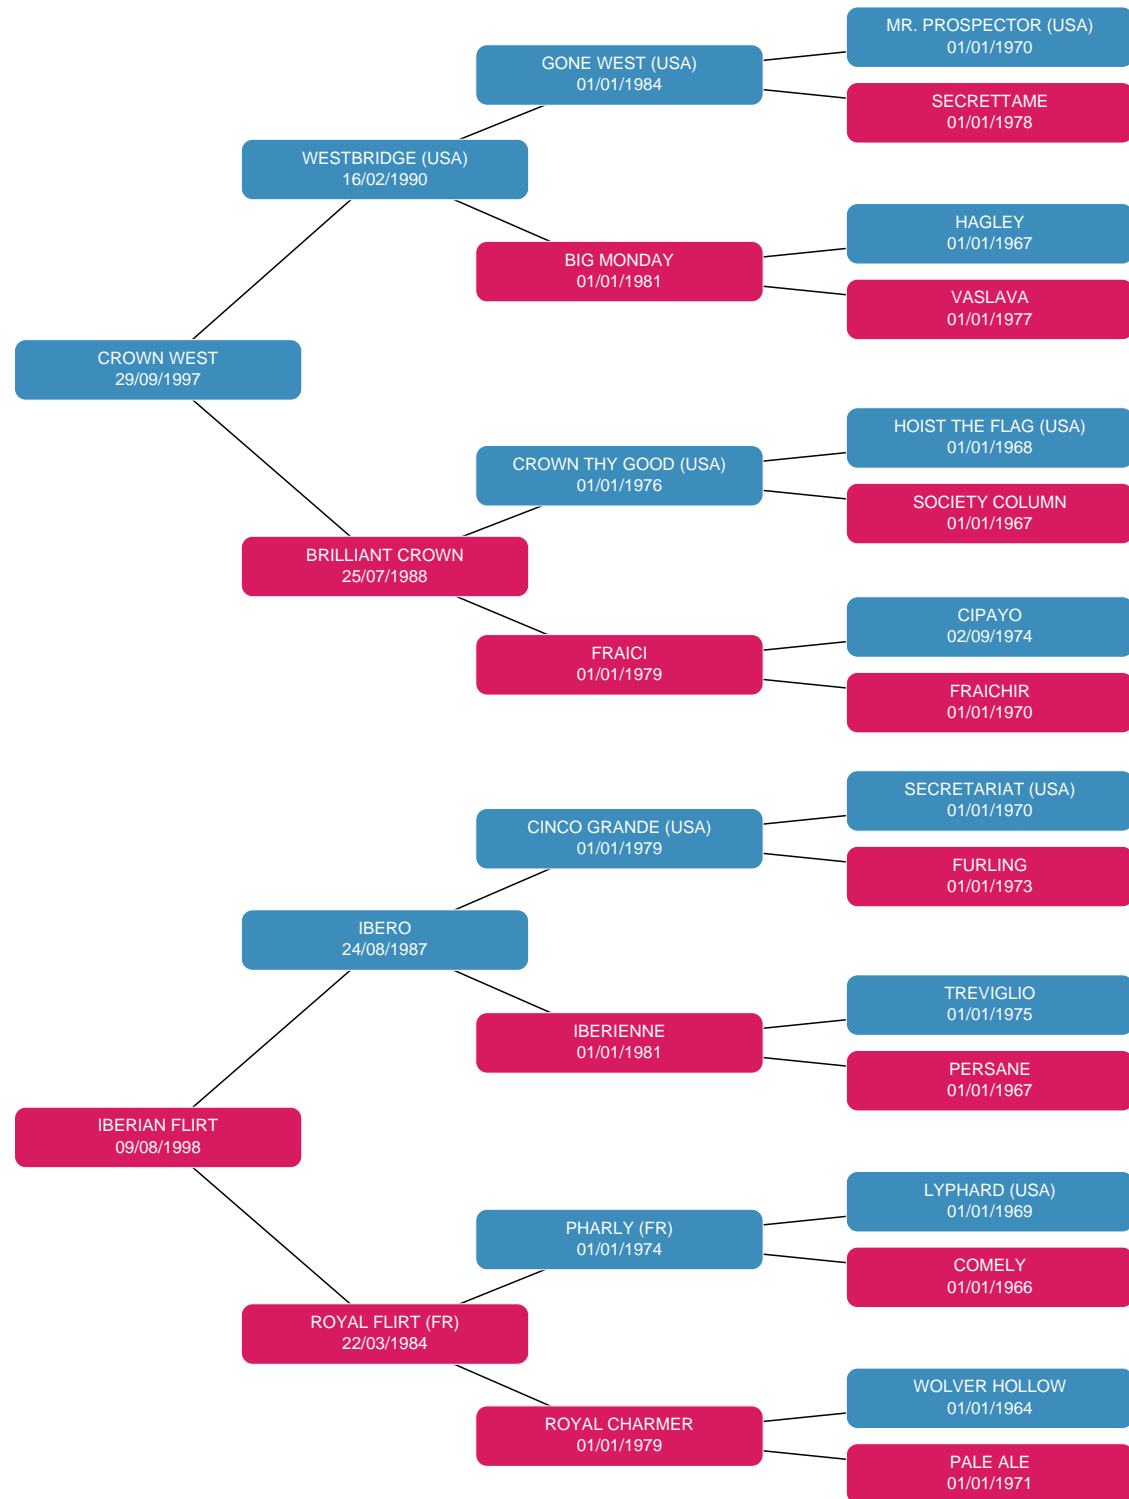 MR. PROSPECTOR (USA)
01/01/1970
GONE WEST (USA)
01/01/1984
SECRETTAME
01/01/1978
WESTBRIDGE (USA)
16/02/1990
HAGLEY
01/01/1967
BIG MONDAY
01/01/1981
VASLAVA
01/01/1977
CROWN WEST
29/09/1997
HOIST THE FLAG (USA)
01/01/1968
CROWN THY GOOD (USA)
01/01/1976
SOCIETY COLUMN
01/01/1967
BRILLIANT CROWN
25/07/1988
CIPAYO
02/09/1974
FRAICI
01/01/1979
FRAICHIR
01/01/1970
SECRETARIAT (USA)
01/01/1970
CINCO GRANDE (USA)
01/01/1979
FURLING
01/01/1973
IBERO
24/08/1987
TREVIGLIO
01/01/1975
IBERIENNE
01/01/1981
PERSANE
01/01/1967
IBERIAN FLIRT
09/08/1998
LYPHARD (USA)
01/01/1969
PHARLY (FR)
01/01/1974
COMELY
01/01/1966
ROYAL FLIRT (FR)
22/03/1984
WOLVER HOLLOW
01/01/1964
ROYAL CHARMER
01/01/1979
PALE ALE
01/01/1971